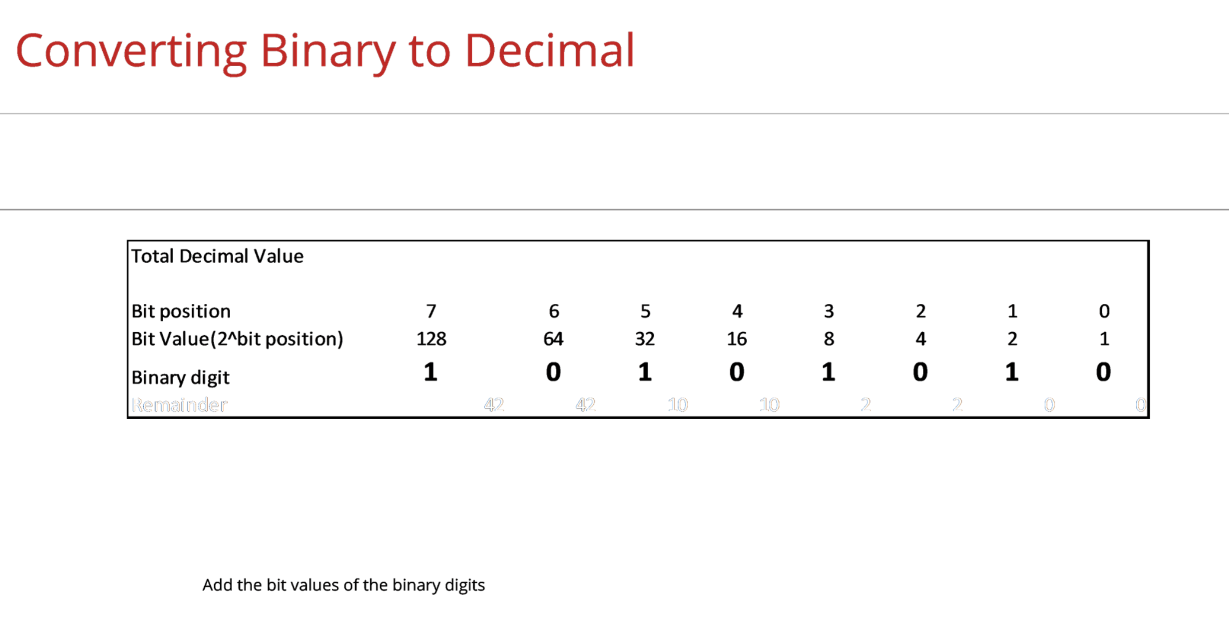 Converting Binary to Decimal
Total Decimal Value
Bit position 7 6 5 4 3 2 1 0
Bit Value(2^bit position) 128 64 32 16 8 4 2 1
Binary digit 1 0 1 0 1 0 1 0
Remainder 42 42 10 10 2 2 0 0
Add the bit values of the binary digits